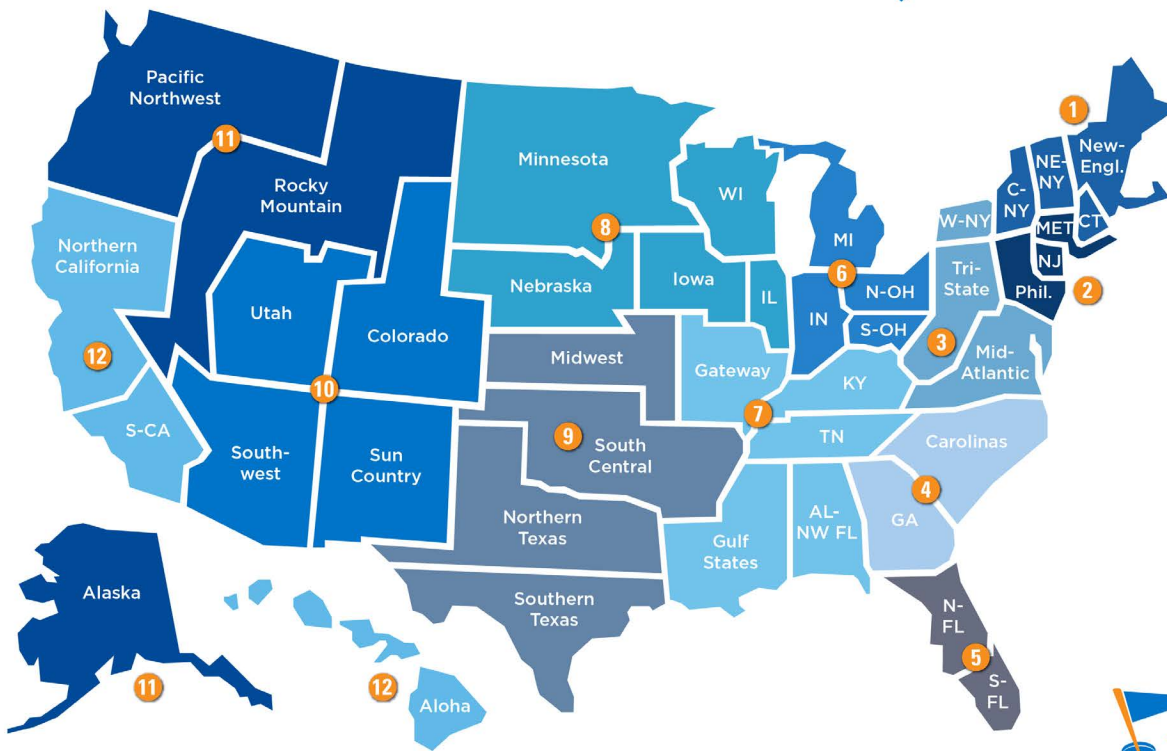 Pacific
Northwest
11
Rocky
Mountain
Northern
California
12
S-CA
Utah
Colorado
10
South-
west
Sun
Country
Minnesota
8
WI
Nebraska
Iowa
IL
Midwest
9
South
Central
Northern
Texas
Southern
Texas
MI
6
N-OH
IN
S-OH
Gateway
KY
7
TN
Gulf
States
AL-
NW FL
1
New-
Engl.
NE-
NY
C-
NY
W-NY
MET
CT
NJ
Phil.
2
Tri-
State
3
Mid-
Atlantic
Carolinas
4
GA
N-
FL
5
S-
FL
Alaska
11
12
Aloha